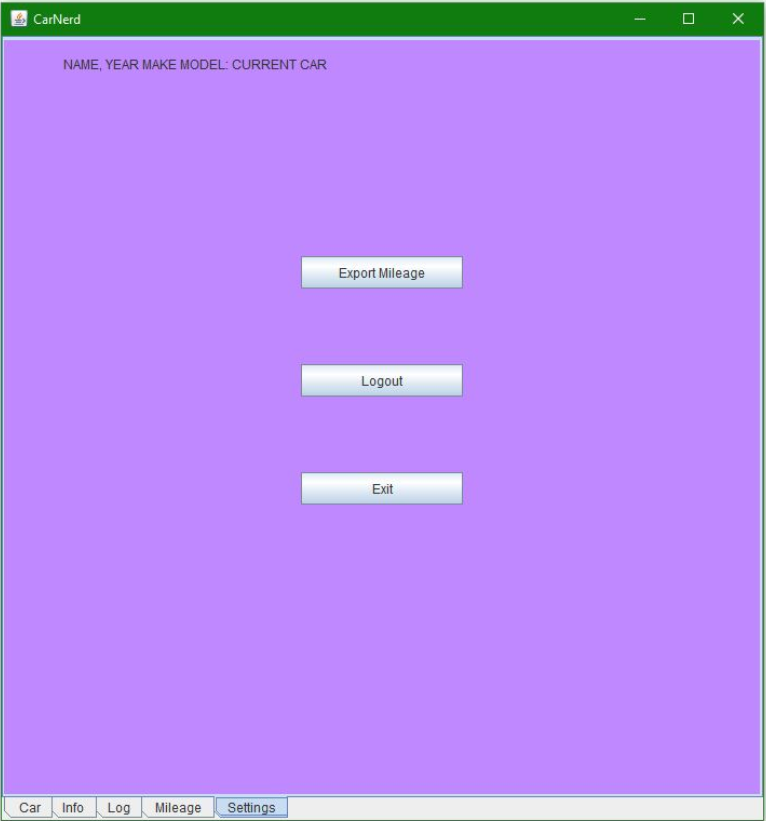 CarNerd
NAME, YEAR MAKE MODEL: CURRENT CAR
Export Mileage
Logout
Exit
Car Info Log Mileage Settings